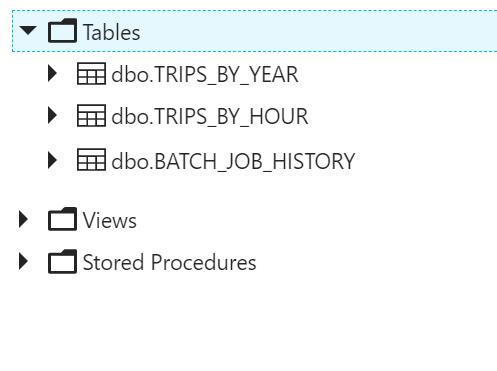 Tables
dbo.TRIPS_BY_YEAR
dbo.TRIPS_BY_HOUR
dbo.BATCH_JOB_HISTORY
Views
Stored Procedures